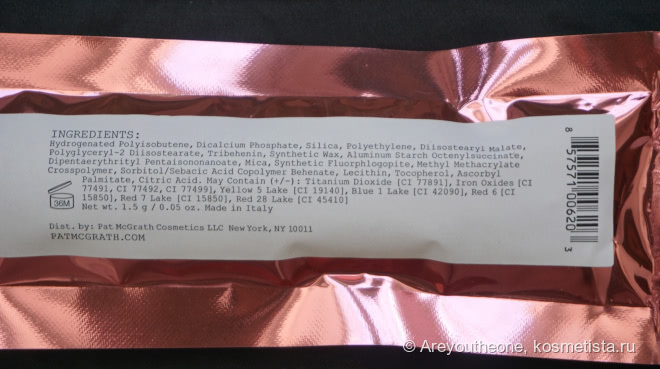 INGREDIENTS:
Hydrogenated Polyisobutene, Dicalcium Phosphate, Silica, Polyethylene, Diisostearyl Malate,
Polyglyceryl-2 Diisostearate, Tribehenin, Synthetic Wax, Aluminum Starch Octenylsuccinate,
Dipentaerythrityl Pentaisononanoate, Mica, Synthetic Fluorphlogopite, Methyl Methacrylate
Crosspolymer, Sorbitol/Sebacic Acid Copolymer Behenate, Lecithin, Tocopherol, Ascorbyl
Palmitate, Citric Acid. May Contain (+/-): Titanium Dioxide [CI 77891], Iron Oxides [CI
77491, CI 77492, CI 77499], Yellow 5 Lake [CI 19140], Blue 1 Lake [CI 42090], Red 6 [CI
15850], Red 7 Lake [CI 15850], Red 28 Lake [CI 45410]
36M
Net wt. 1.5 g / 0.05 oz. Made in Italy
Dist. by: Pat McGrath Cosmetics LLC New York, NY 10011
PATMCGRATH.COM
8 57571 00620 3
© Areyoutheone, kosmetista.ru